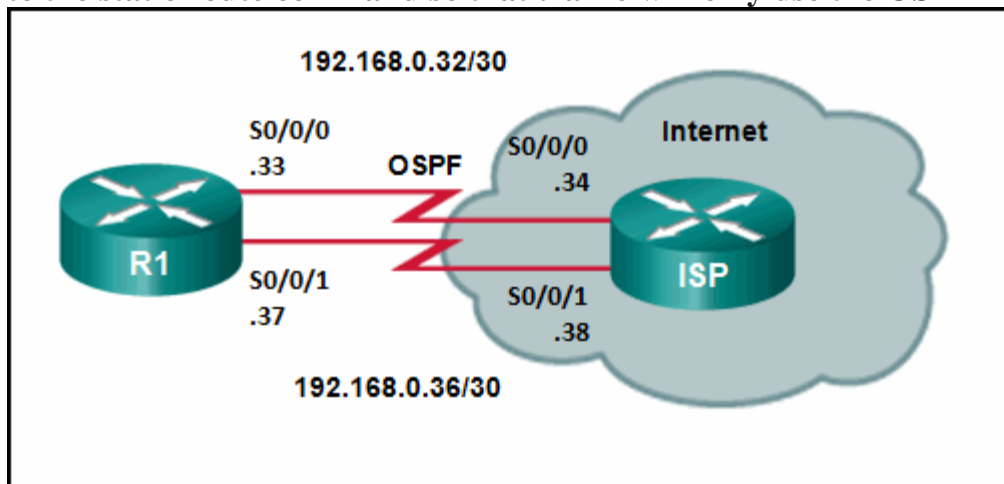 192.168.0.32/30
S0/0/0
.33
OSPF
S0/0/0
.34
Internet
R1
ISP
S0/0/1
.37
S0/0/1
.38
192.168.0.36/30